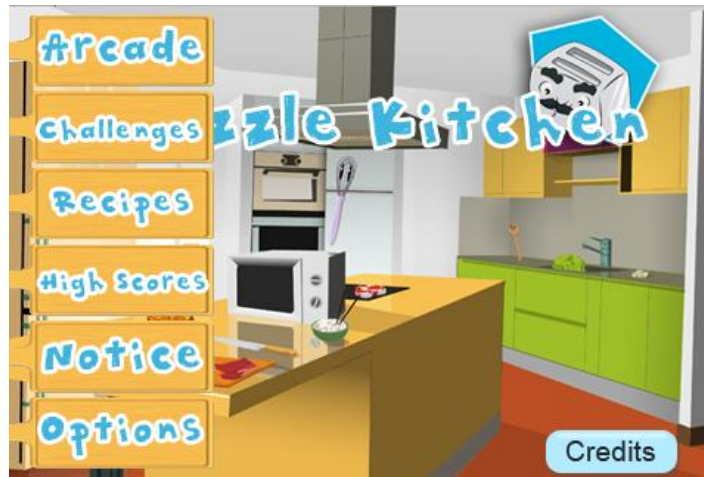 Arcade
Challenges
zzle Kitchen
Recipes
High Scores
Notice
Options
Credits